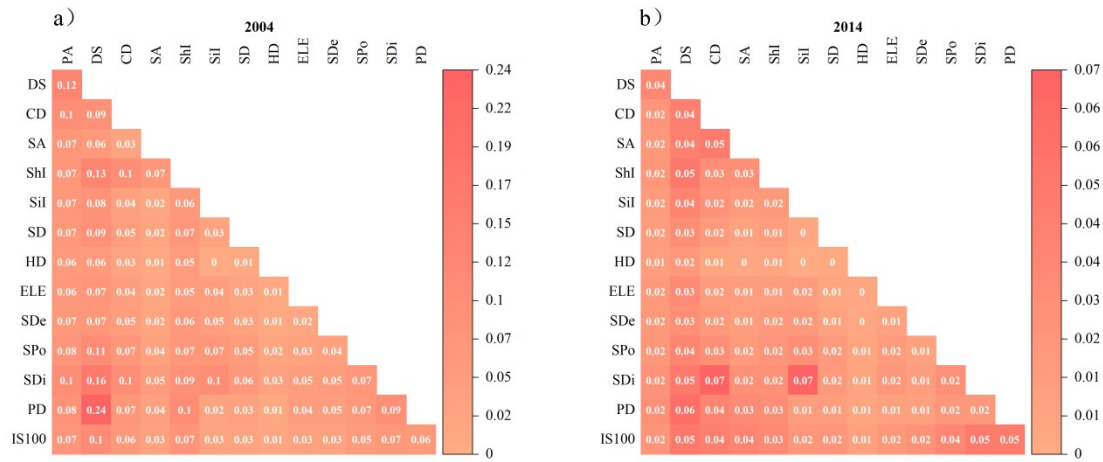 a) 2004
PA DS CD SA ShI SiI SD HD ELE SDe SPo SDi PD
DS 0.12
CD 0.1 0.09
SA 0.07 0.06 0.03
ShI 0.07 0.13 0.1 0.07
SiI 0.07 0.08 0.04 0.02 0.06
SD 0.07 0.09 0.05 0.02 0.07 0.03
HD 0.06 0.06 0.03 0.01 0.05 0 0.01
ELE 0.06 0.07 0.04 0.02 0.05 0.04 0.03 0.01
SDe 0.07 0.07 0.05 0.02 0.06 0.05 0.03 0.01 0.02
SPo 0.08 0.11 0.07 0.04 0.07 0.07 0.05 0.02 0.03 0.04
SDi 0.1 0.16 0.1 0.05 0.09 0.1 0.06 0.03 0.05 0.05 0.07
PD 0.08 0.24 0.07 0.04 0.1 0.02 0.03 0.01 0.04 0.05 0.07 0.09
IS100 0.07 0.1 0.06 0.03 0.07 0.03 0.03 0.01 0.03 0.03 0.05 0.07 0.06
0.24
0.22
0.19
0.17
0.15
0.12
0.1
0.07
0.05
0.02
0
b) 2014
PA DS CD SA ShI SiI SD HD ELE SDe SPo SDi PD
DS 0.04
CD 0.02 0.04
SA 0.02 0.04 0.05
ShI 0.02 0.05 0.03 0.03
SiI 0.02 0.04 0.02 0.02 0.02
SD 0.02 0.03 0.02 0.01 0.01 0
HD 0.01 0.02 0.01 0 0.01 0 0
ELE 0.02 0.03 0.02 0.01 0.01 0.02 0.01 0
SDe 0.02 0.03 0.02 0.01 0.02 0.02 0.01 0 0.01
SPo 0.02 0.04 0.03 0.02 0.02 0.03 0.02 0.01 0.02 0.01
SDi 0.02 0.05 0.07 0.02 0.02 0.07 0.02 0.01 0.02 0.01 0.02
PD 0.02 0.06 0.04 0.03 0.03 0.01 0.01 0.01 0.01 0.01 0.02 0.02
IS100 0.02 0.05 0.04 0.04 0.03 0.02 0.02 0.01 0.02 0.02 0.04 0.05 0.05
0.07
0.06
0.06
0.05
0.04
0.04
0.03
0.02
0.01
0.01
0